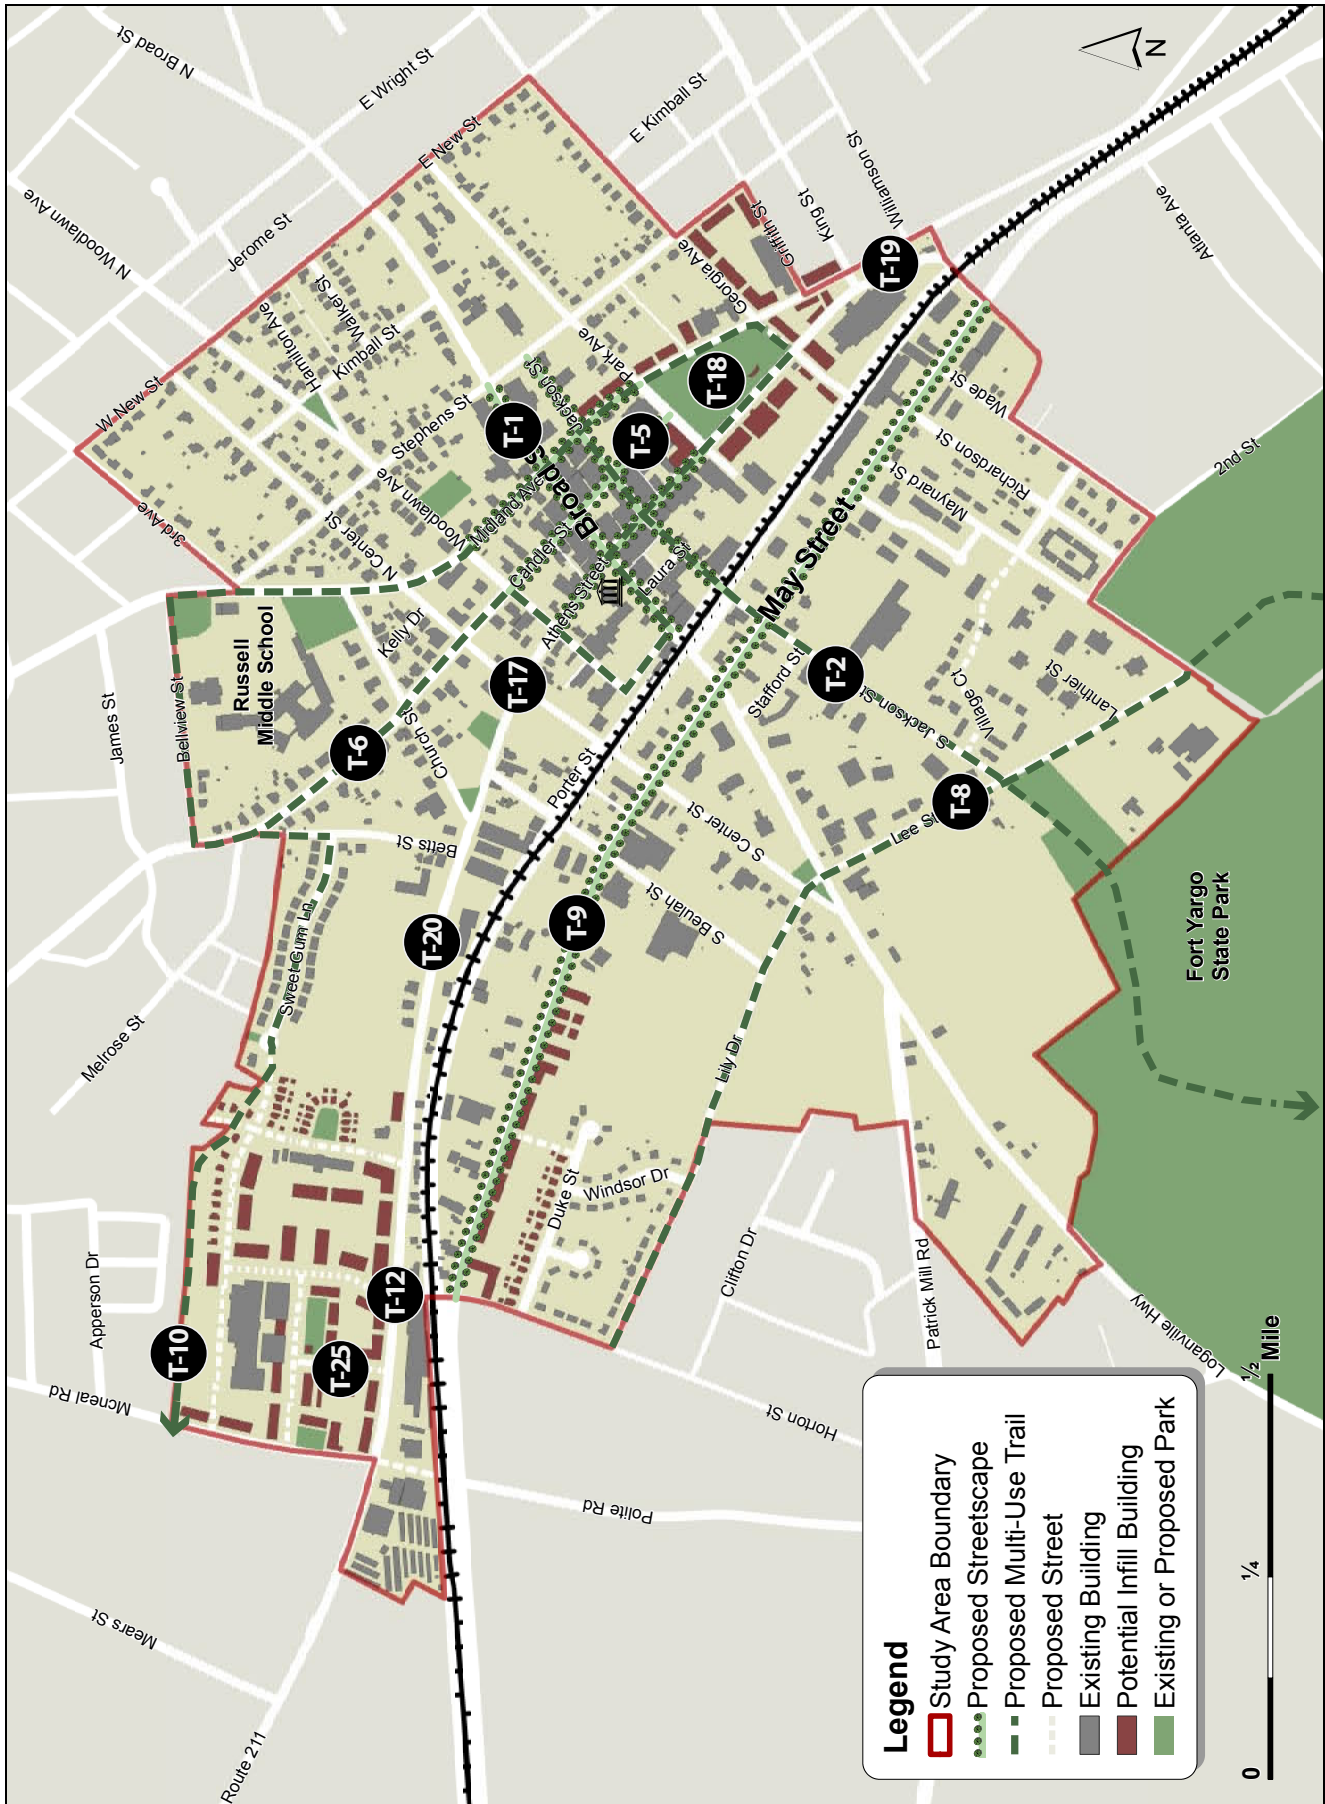 N Broad St
E Wright St
E New St
E Kimball St
N
N Woodlawn Ave
Jerome St
Hamilton Ave
Walker St
Kimball St
W New St
Stephens St
Park Ave
Georgia Ave
Griffith St
King St
Williamson St
Atlanta Ave
T-19
T-18
T-1
T-5
Jackson St
Broad S
3rd Ave
N Center St
Woodlawn Ave
Midland Ave
Candler St
Athens Street
Laura St
Wade St
Richardson St
Maynard St
2nd St
May Street
James St
Bellview St
Russell
Middle School
Kelly Dr
Church St
T-6
T-17
Stafford St
T-2
S Jackson St
Village Ct
Lanthier St
Porter St
Betts St
S Center St
Lee St
T-8
T-20
T-9
S Beulah St
Fort Yargo
State Park
Sweet Gum Ln
Melrose St
Lily Dr
Duke St
Windsor Dr
Clifton Dr
Patrick Mill Rd
Loganville Hwy
Apperson Dr
T-10
T-12
T-25
Mcneal Rd
Horton St
Polite Rd
Mears St
Route 211
Legend
Study Area Boundary
Proposed Streetscape
Proposed Multi-Use Trail
Proposed Street
Existing Building
Potential Infill Building
Existing or Proposed Park
0
¼
½
Mile